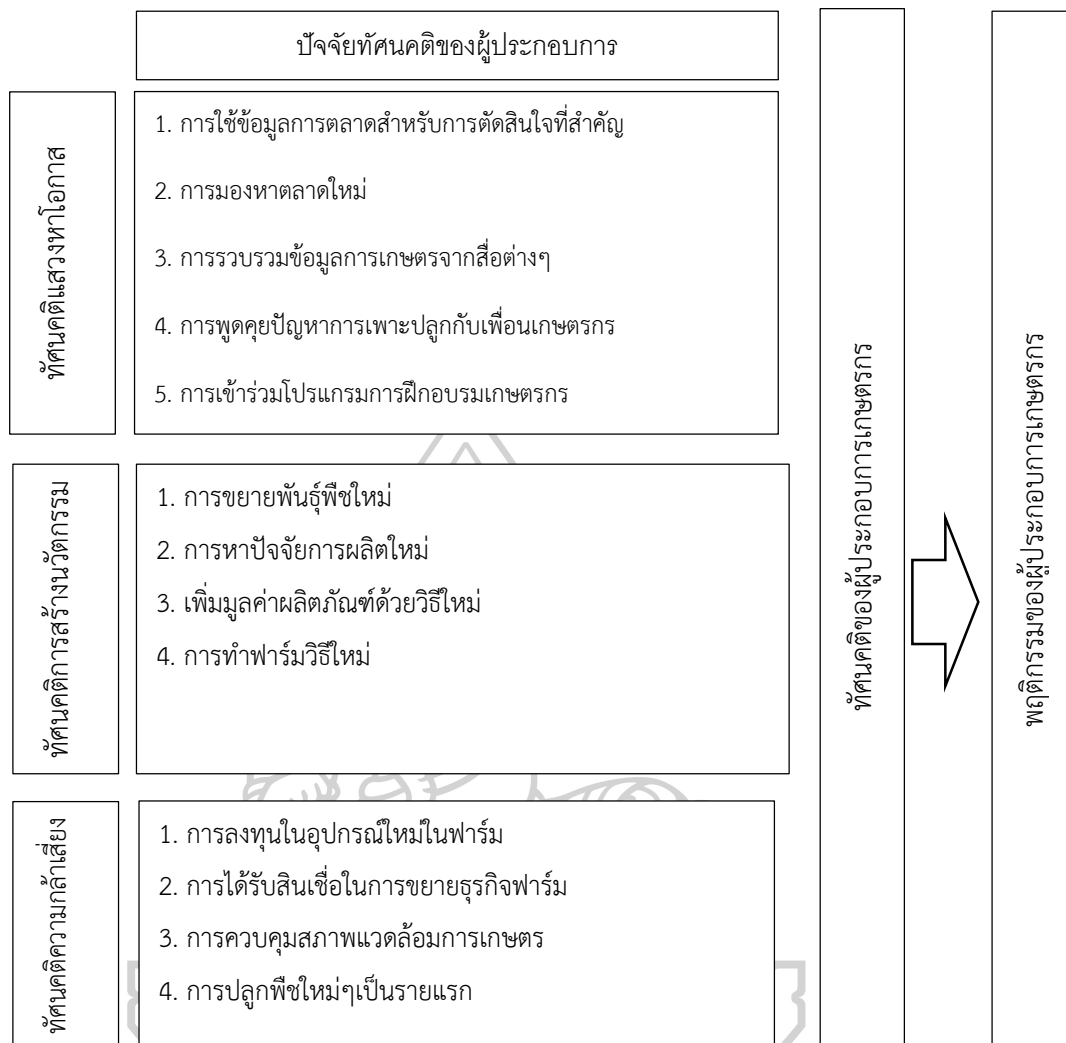 ปัจจัยทัศนคติของผู้ประกอบการ
ทัศนคติแสวงหาโอกาส
1. การใช้ข้อมูลการตลาดสำหรับการตัดสินใจที่สำคัญ
2. การมองหาตลาดใหม่
3. การรวบรวมข้อมูลการเกษตรจากสื่อต่างๆ
4. การพูดคุยปัญหาการเพาะปลูกกับเพื่อนเกษตรกร
5. การเข้าร่วมโปรแกรมการฝึกอบรมเกษตรกร
ทัศนคติการสร้างนวัตกรรม
1. การขยายพันธุ์พืชใหม่
2. การหาปัจจัยการผลิตใหม่
3. เพิ่มมูลค่าผลิตภัณฑ์ด้วยวิธีใหม่
4. การทำฟาร์มวิธีใหม่
ทัศนคติความกล้าเสี่ยง
1. การลงทุนในอุปกรณ์ใหม่ในฟาร์ม
2. การได้รับสินเชื่อในการขยายธุรกิจฟาร์ม
3. การควบคุมสภาพแวดล้อมการเกษตร
4. การปลูกพืชใหม่ๆเป็นรายแรก
ทัศนคติของผู้ประกอบการเกษตรกร
พฤติกรรมของผู้ประกอบการเกษตรกร